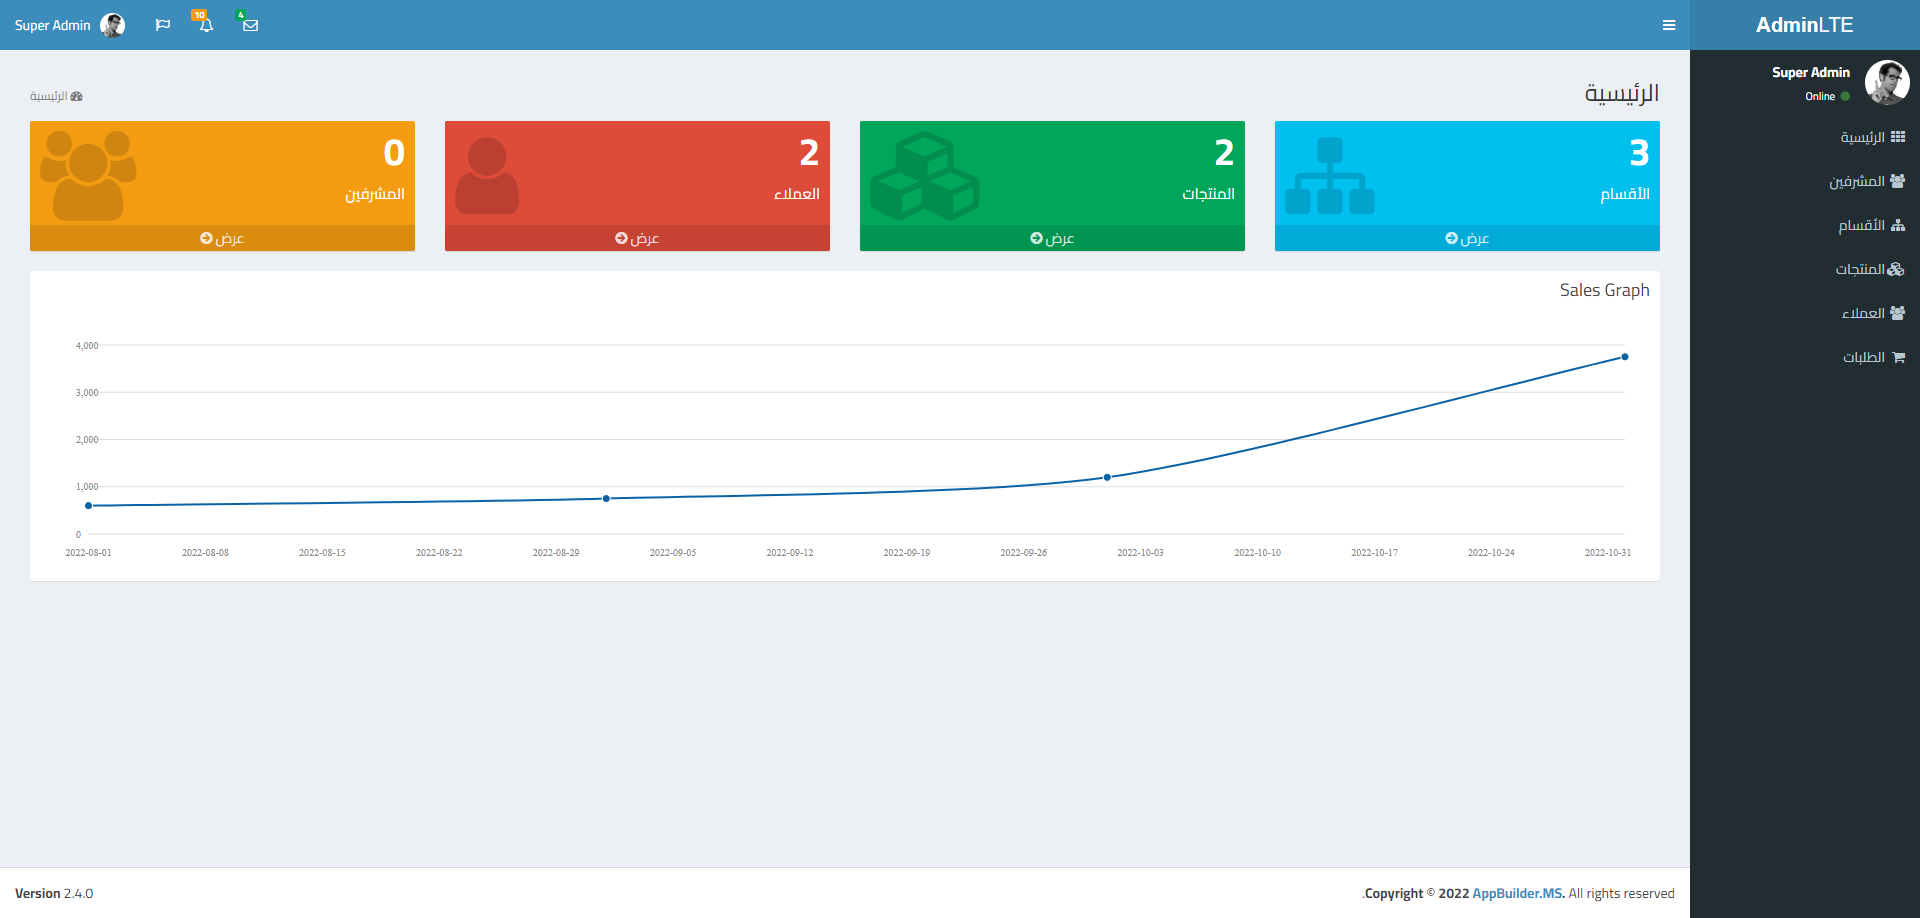 AdminLTE
Super Admin
4
10
Super Admin
Online
الرئيسية
المشرفين
الأقسام
المنتجات
العملاء
الطلبات
الرئيسية
الرئيسية
3
الأقسام
عرض
2
المنتجات
عرض
2
العملاء
عرض
0
المشرفين
عرض
Sales Graph
4,000
3,000
2,000
1,000
0
2022-08-01 2022-08-08 2022-08-15 2022-08-22 2022-08-29 2022-09-05 2022-09-12 2022-09-19 2022-09-26 2022-10-03 2022-10-10 2022-10-17 2022-10-24 2022-10-31
.Copyright © 2022 AppBuilder.MS. All rights reserved
Version 2.4.0